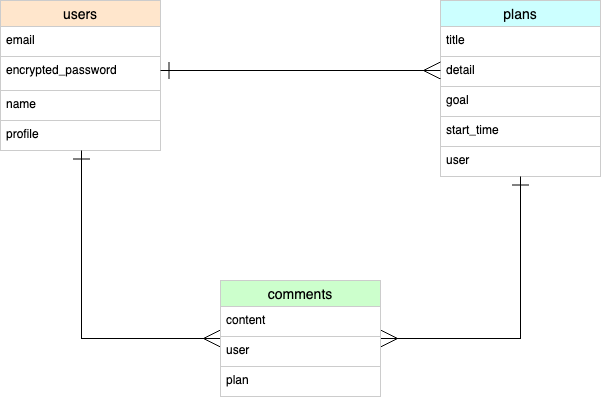 users
email
encrypted_password
name
profile
plans
title
detail
goal
start_time
user
comments
content
user
plan